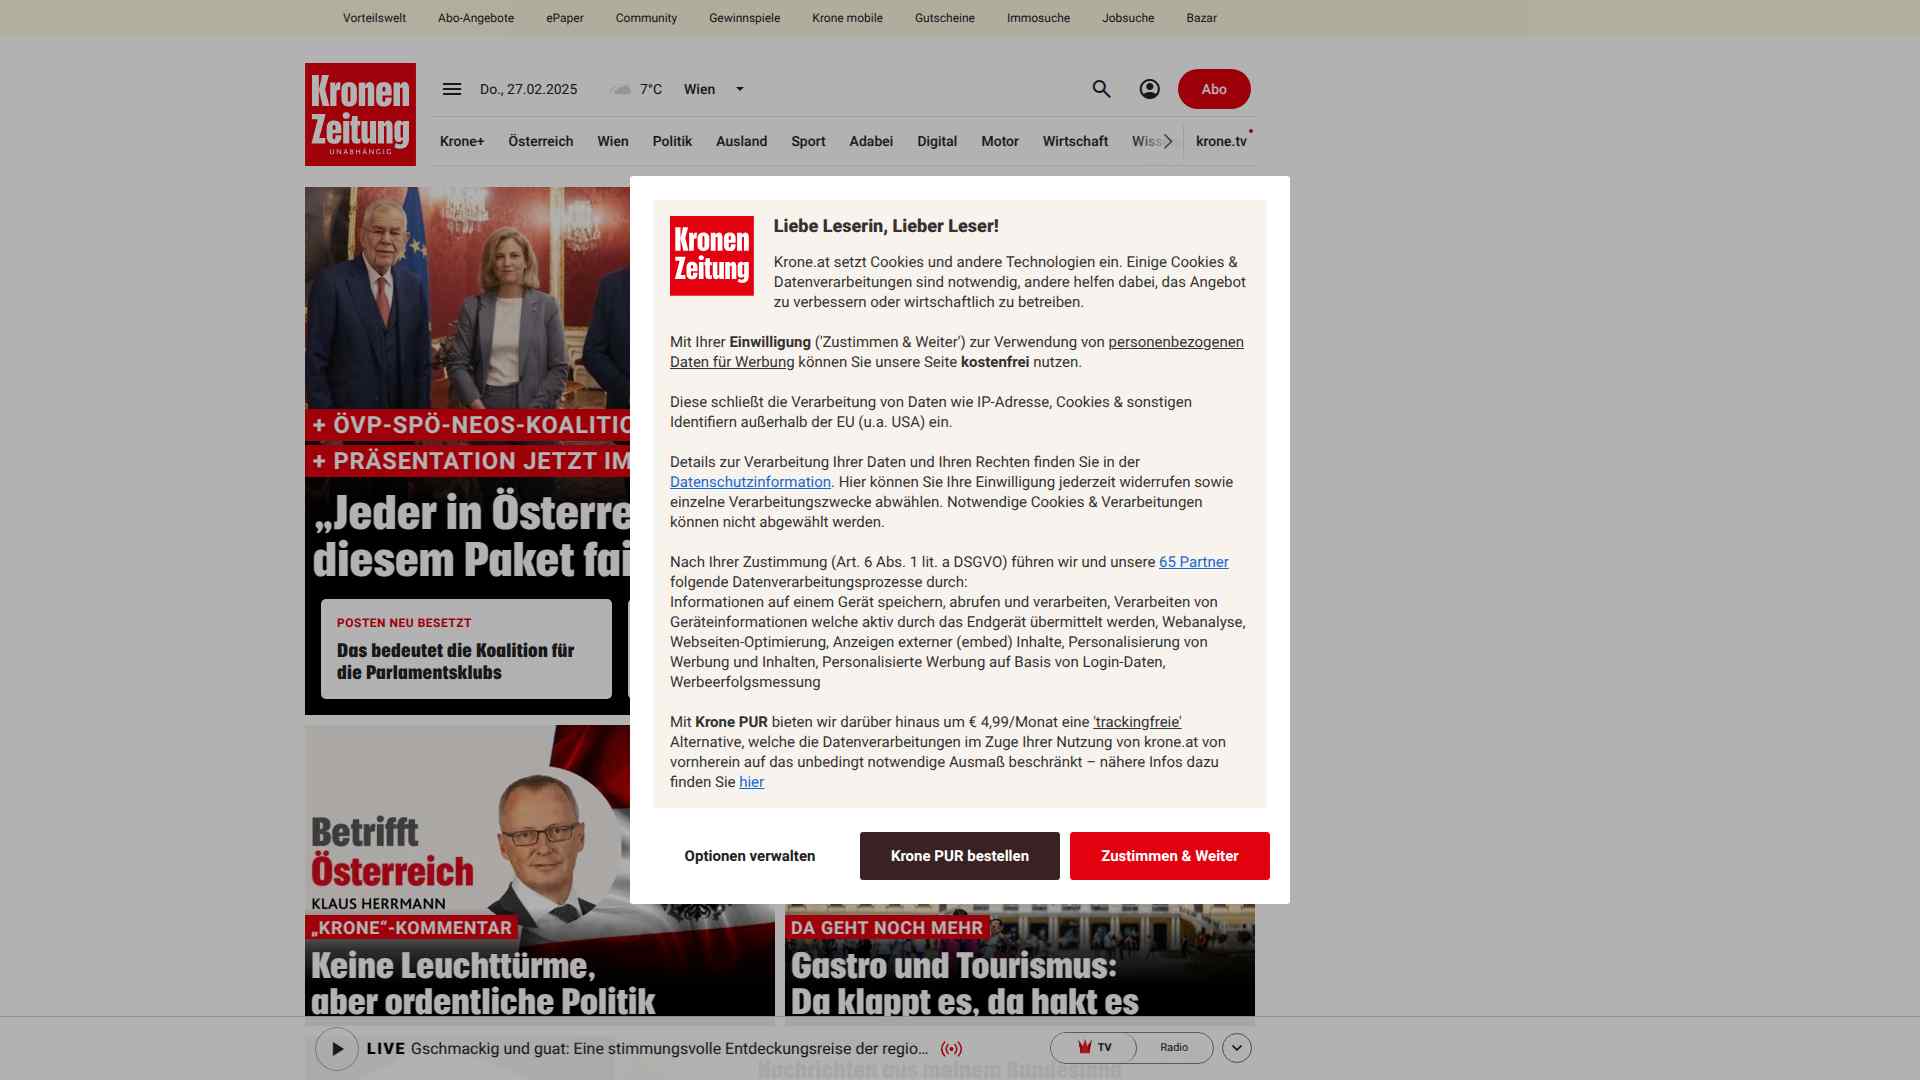 Vorteilswelt Abo-Angebote ePaper Community Gewinnspiele Krone mobile Gutscheine Immosuche Jobsuche Bazar
Kronen
Zeitung
UNABHÄNGIG
Do., 27.02.2025 7°C Wien
Abo
Krone+ Österreich Wien Politik Ausland Sport Adabei Digital Motor Wirtschaft Wiss krone.tv
+ ÖVP-SPÖ-NEOS-KOALITIO
+ PRÄSENTATION JETZT IM
„Jeder in Österre
diesem Paket fai
POSTEN NEU BESETZT
Das bedeutet die Koalition für
die Parlamentsklubs
Kronen
Zeitung
Liebe Leserin, Lieber Leser!
Krone.at setzt Cookies und andere Technologien ein. Einige Cookies &
Datenverarbeitungen sind notwendig, andere helfen dabei, das Angebot
zu verbessern oder wirtschaftlich zu betreiben.
Mit Ihrer Einwilligung ('Zustimmen & Weiter') zur Verwendung von personenbezogenen
Daten für Werbung können Sie unsere Seite kostenfrei nutzen.
Diese schließt die Verarbeitung von Daten wie IP-Adresse, Cookies & sonstigen
Identifiern außerhalb der EU (u.a. USA) ein.
Details zur Verarbeitung Ihrer Daten und Ihren Rechten finden Sie in der
Datenschutzinformation. Hier können Sie Ihre Einwilligung jederzeit widerrufen sowie
einzelne Verarbeitungszwecke abwählen. Notwendige Cookies & Verarbeitungen
können nicht abgewählt werden.
Nach Ihrer Zustimmung (Art. 6 Abs. 1 lit. a DSGVO) führen wir und unsere 65 Partner
folgende Datenverarbeitungsprozesse durch:
Informationen auf einem Gerät speichern, abrufen und verarbeiten, Verarbeiten von
Geräteinformationen welche aktiv durch das Endgerät übermittelt werden, Webanalyse,
Webseiten-Optimierung, Anzeigen externer (embed) Inhalte, Personalisierung von
Werbung und Inhalten, Personalisierte Werbung auf Basis von Login-Daten,
Werbeerfolgsmessung
Mit Krone PUR bieten wir darüber hinaus um € 4,99/Monat eine 'trackingfreie'
Alternative, welche die Datenverarbeitungen im Zuge Ihrer Nutzung von krone.at von
vornherein auf das unbedingt notwendige Ausmaß beschränkt – nähere Infos dazu
finden Sie hier
Optionen verwalten Krone PUR bestellen Zustimmen & Weiter
Betrifft
Österreich
KLAUS HERRMANN
„KRONE“-KOMMENTAR
Keine Leuchttürme,
aber ordentliche Politik
DA GEHT NOCH MEHR
Gastro und Tourismus:
Da klappt es, da hakt es
LIVE Gschmackig und guat: Eine stimmungsvolle Entdeckungsreise der regio...
TV Radio
Nachrichten aus meinem Bundesland